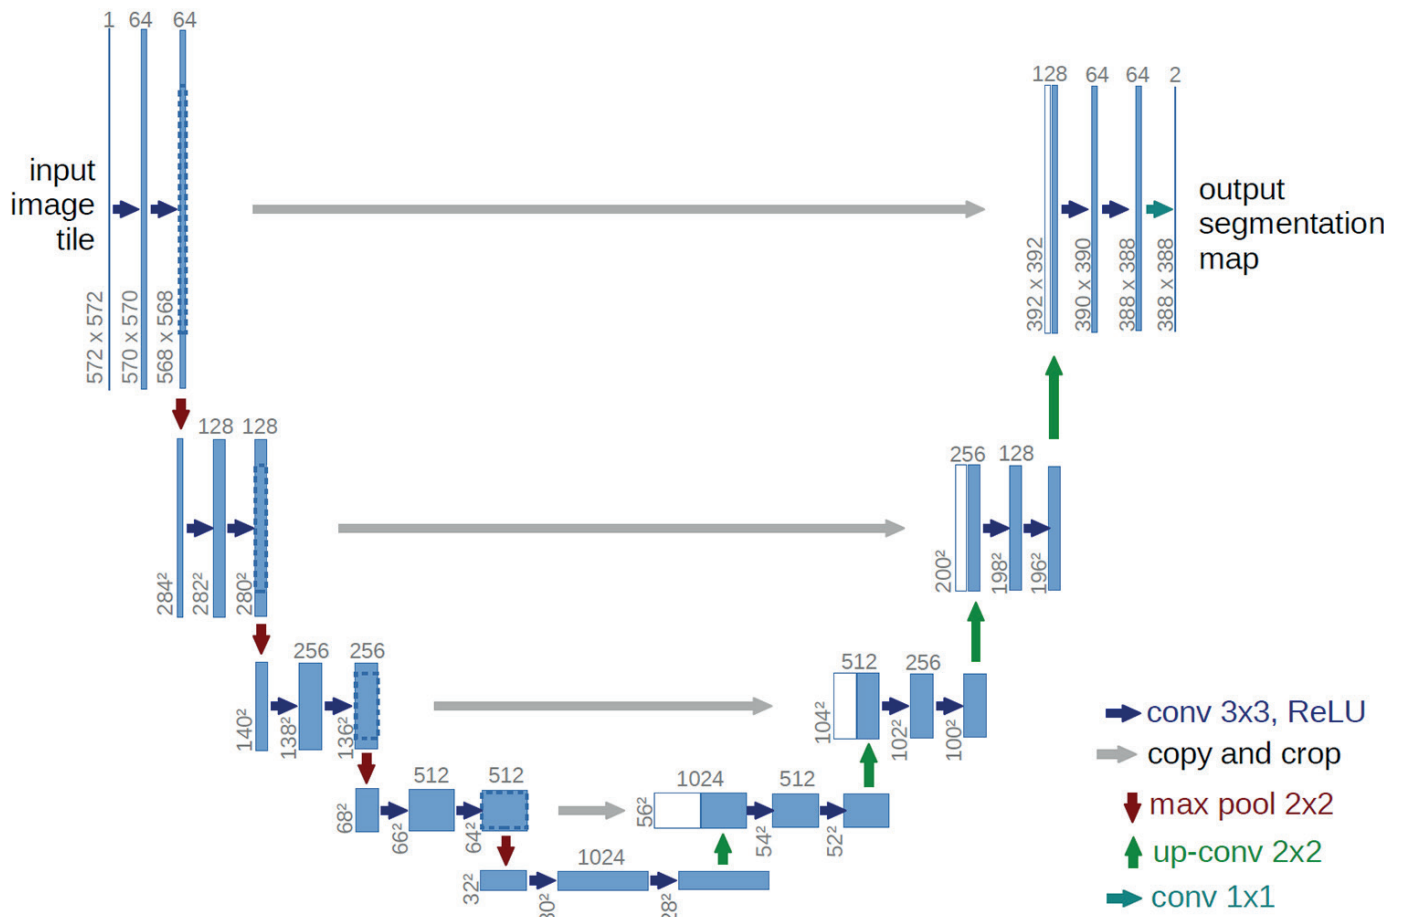 1 64 64
input
image
tile
572 x 572
570 x 570
568 x 568
128 64 64 2
output
segmentation
map
392 x 392
390 x 390
388 x 388
388 x 388
128 128
284²
282²
280²
256 128
200²
198²
196²
256 256
140²
138²
136²
512 256
104²
102²
100²
512 512
68²
66²
64²
1024 512
56²
54²
52²
1024
32²
30²
28²
conv 3x3, ReLU
copy and crop
max pool 2x2
up-conv 2x2
conv 1x1